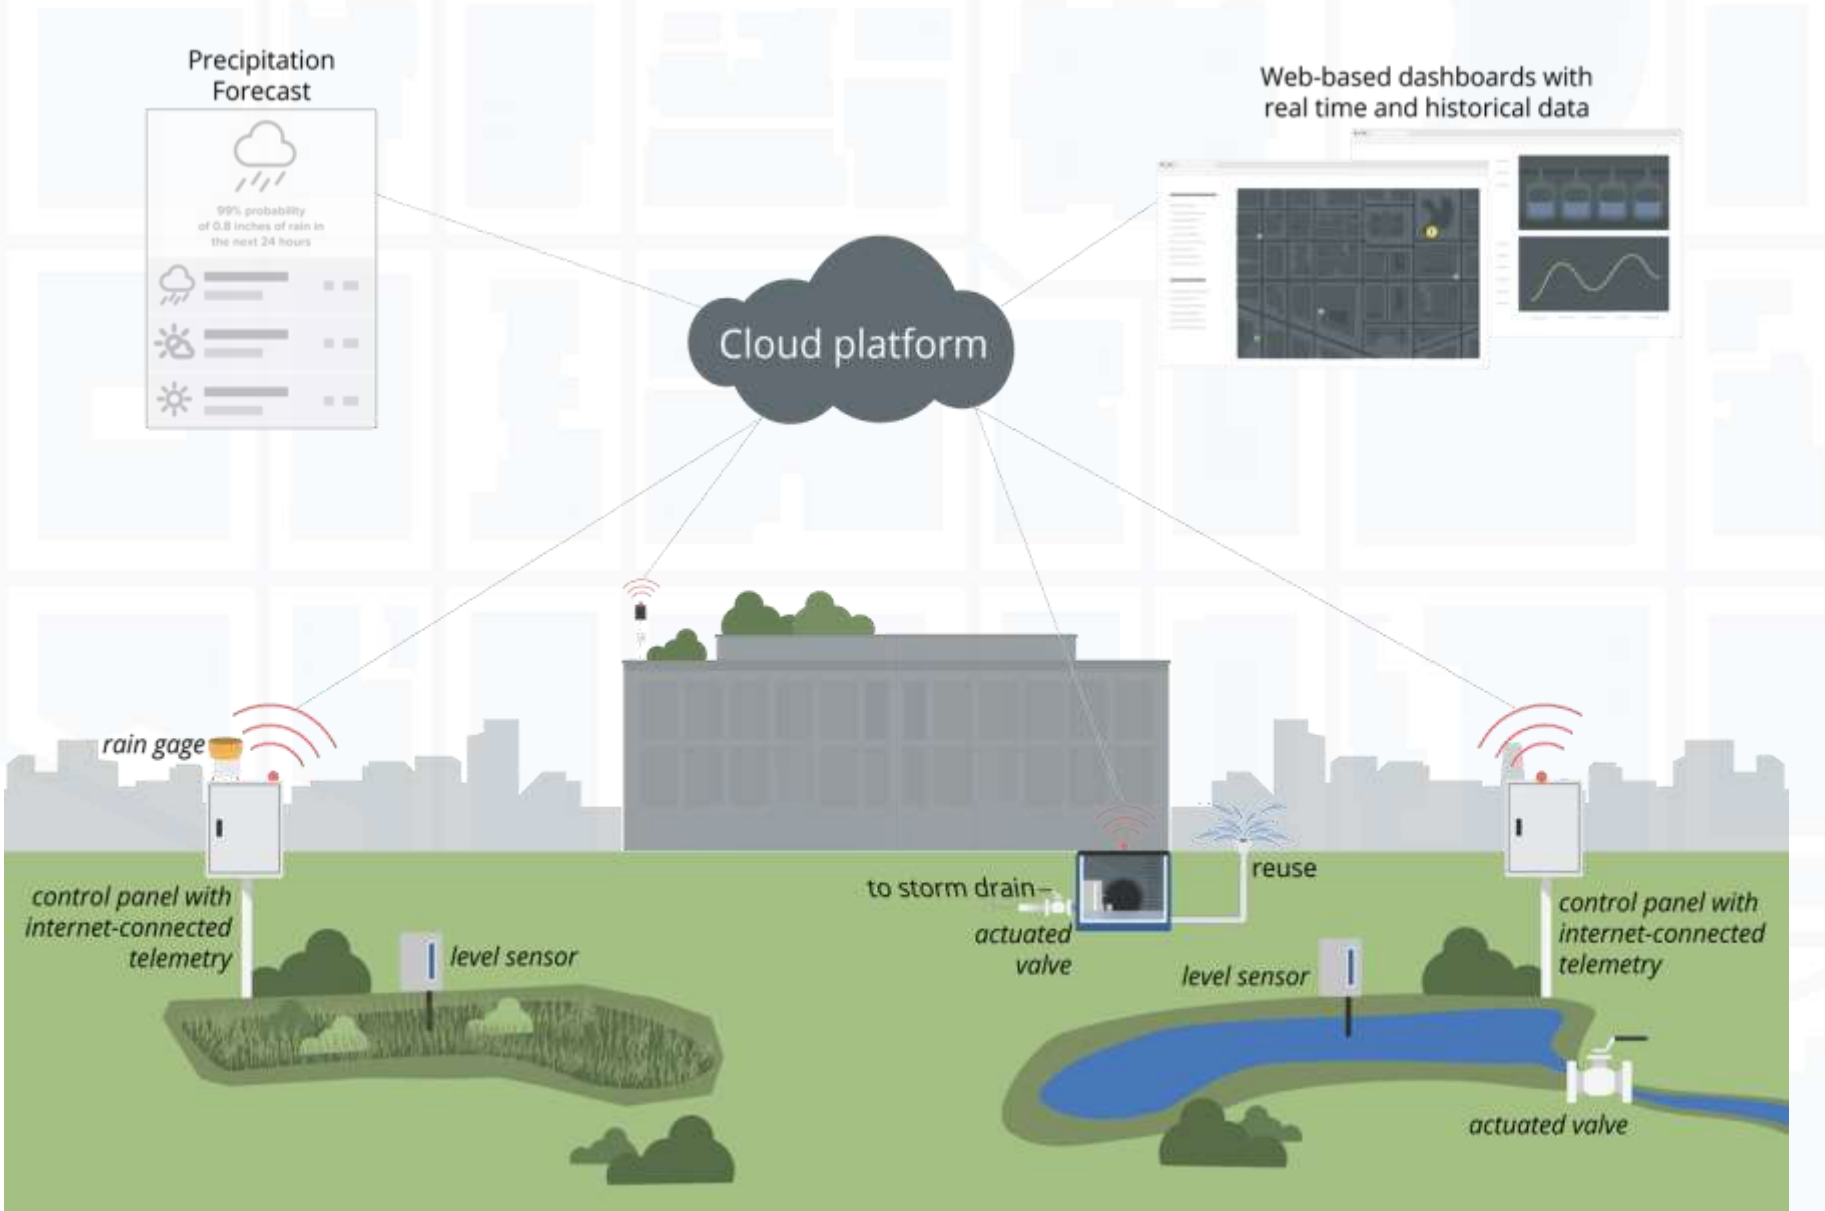 Precipitation
Forecast
99% probability
of 0.8 inches of rain in
the next 24 hours
Web-based dashboards with
real time and historical data
Cloud platform
rain gage
control panel with
internet-connected
telemetry
level sensor
to storm drain
actuated
valve
reuse
level sensor
control panel with
internet-connected
telemetry
actuated valve